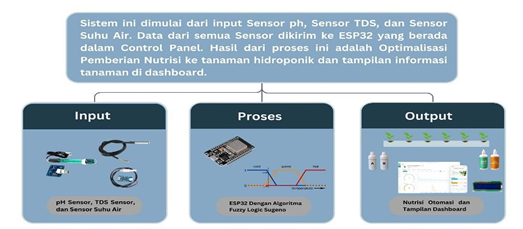 Sistem ini dimulai dari input Sensor ph, Sensor TDS, dan Sensor
Suhu Air. Data dari semua Sensor dikirim ke ESP32 yang berada
dalam Control Panel. Hasil dari proses ini adalah Optimalisasi
Pemberian Nutrisi ke tanaman hidroponik dan tampilan informasi
tanaman di dashboard.
Input
pH Sensor, TDS Sensor,
dan Sensor Suhu Air
Proses
ESP32 Dengan Algoritma
Fuzzy Logic Sugeno
Output
Nutrisi Otomasi dan
Tampilan Dashboard